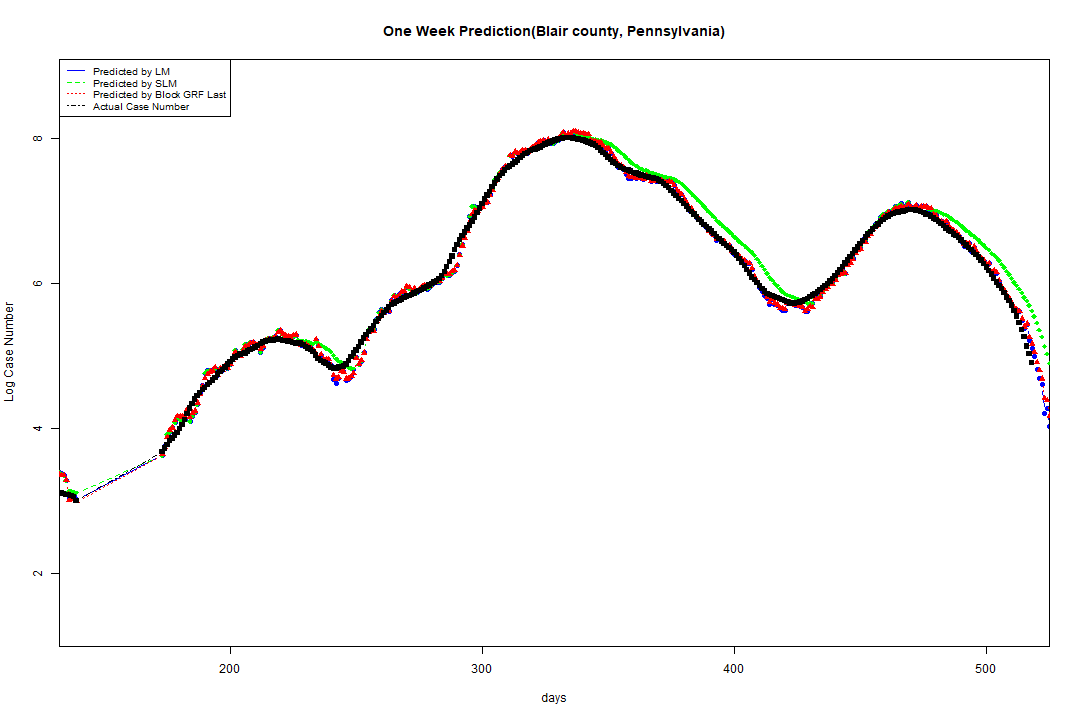 One Week Prediction(Blair county, Pennsylvania)
Predicted by LM
Predicted by SLM
Predicted by Block GRF Last
Actual Case Number
8
6
4
2
Log Case Number
200 300 400 500
days